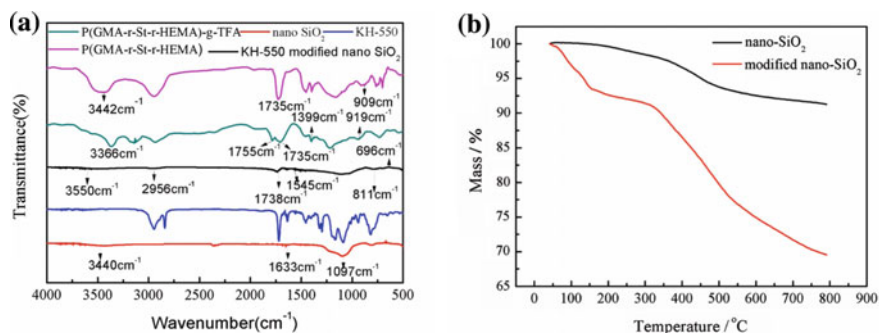 (a)
P(GMA-r-St-r-HEMA)-g-TFA
nano SiO2
KH-550
P(GMA-r-St-r-HEMA)
KH-550 modified nano SiO2
Transmittance(%)
3442cm-1
1735cm-1
1399cm-1
909cm-1
919cm-1
3366cm-1
1755cm-1
1735cm-1
696cm-1
3550cm-1
2956cm-1
1738cm-1
1545cm-1
811cm-1
3440cm-1
1633cm-1
1097cm-1
4000 3500 3000 2500 2000 1500 1000 500
Wavenumber(cm-1)
(b)
nano-SiO2
modified nano-SiO2
Mass / %
100
95
90
85
80
75
70
65
0 100 200 300 400 500 600 700 800 900
Temperature / °C